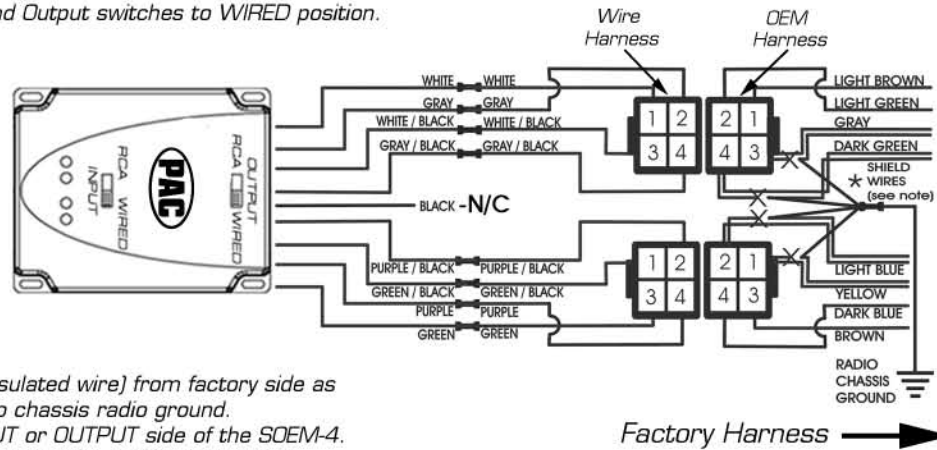 nd Output switches to WIRED position.
Wire
Harness
OEM
Harness
WHITE WHITE
GRAY GRAY
WHITE / BLACK WHITE / BLACK
GRAY / BLACK GRAY / BLACK
BLACK -N/C
PURPLE / BLACK PURPLE / BLACK
GREEN / BLACK GREEN / BLACK
PURPLE PURPLE
GREEN GREEN
RCA WIRED
INPUT
PAC
OUTPUT
RCA WIRED
1 2
3 4
2 1
4 3
1 2
3 4
2 1
4 3
LIGHT BROWN
LIGHT GREEN
GRAY
DARK GREEN
* SHIELD
WIRES
(see note)
LIGHT BLUE
YELLOW
DARK BLUE
BROWN
RADIO
CHASSIS
GROUND
sulated wire) from factory side as
o chassis radio ground.
UT or OUTPUT side of the SOEM-4.
Factory Harness